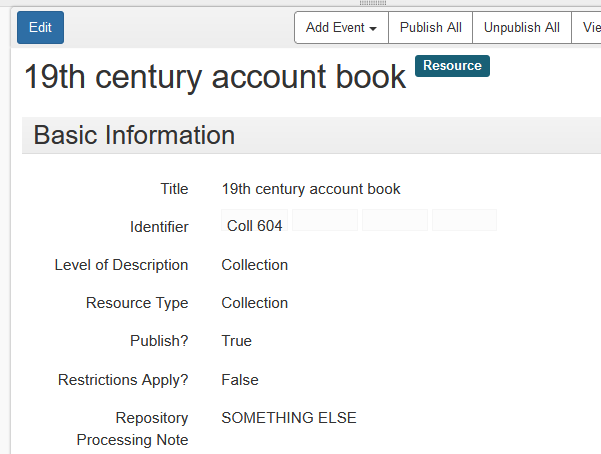 Edit Add Event Publish All Unpublish All
19th century account book Resource
Basic Information
Title 19th century account book
Identifier Coll 604
Level of Description Collection
Resource Type Collection
Publish? True
Restrictions Apply? False
Repository SOMETHING ELSE
Processing Note